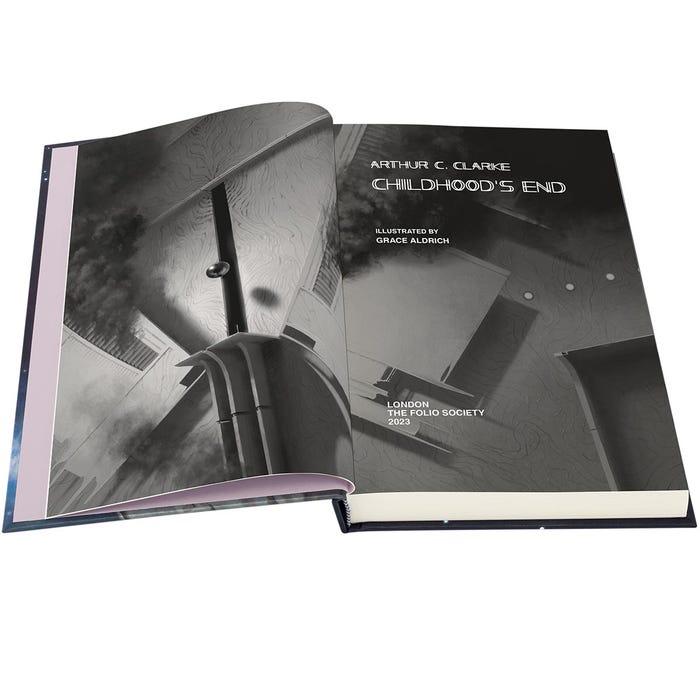 ARTHUR C. CLARKE
CHILDHOOD'S END
ILLUSTRATED BY
GRACE ALDRICH
LONDON
THE FOLIO SOCIETY
2023